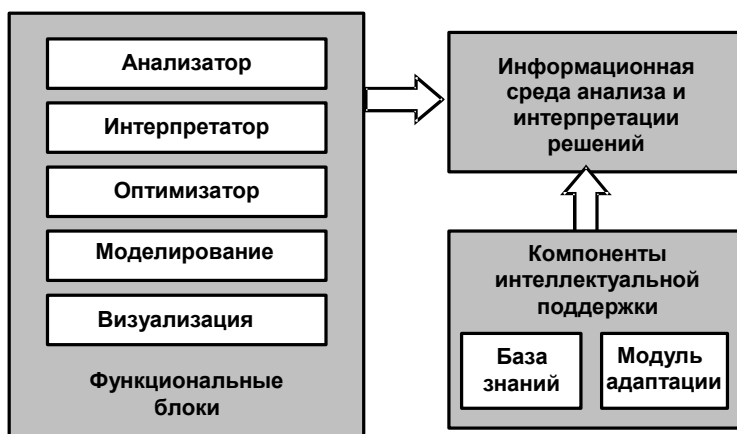 Анализатор
Интерпретатор
Оптимизатор
Моделирование
Визуализация
Функциональные
блоки
Информационная
среда анализа и
интерпретации
решений
Компоненты
интеллектуальной
поддержки
База
знаний
Модуль
адаптации